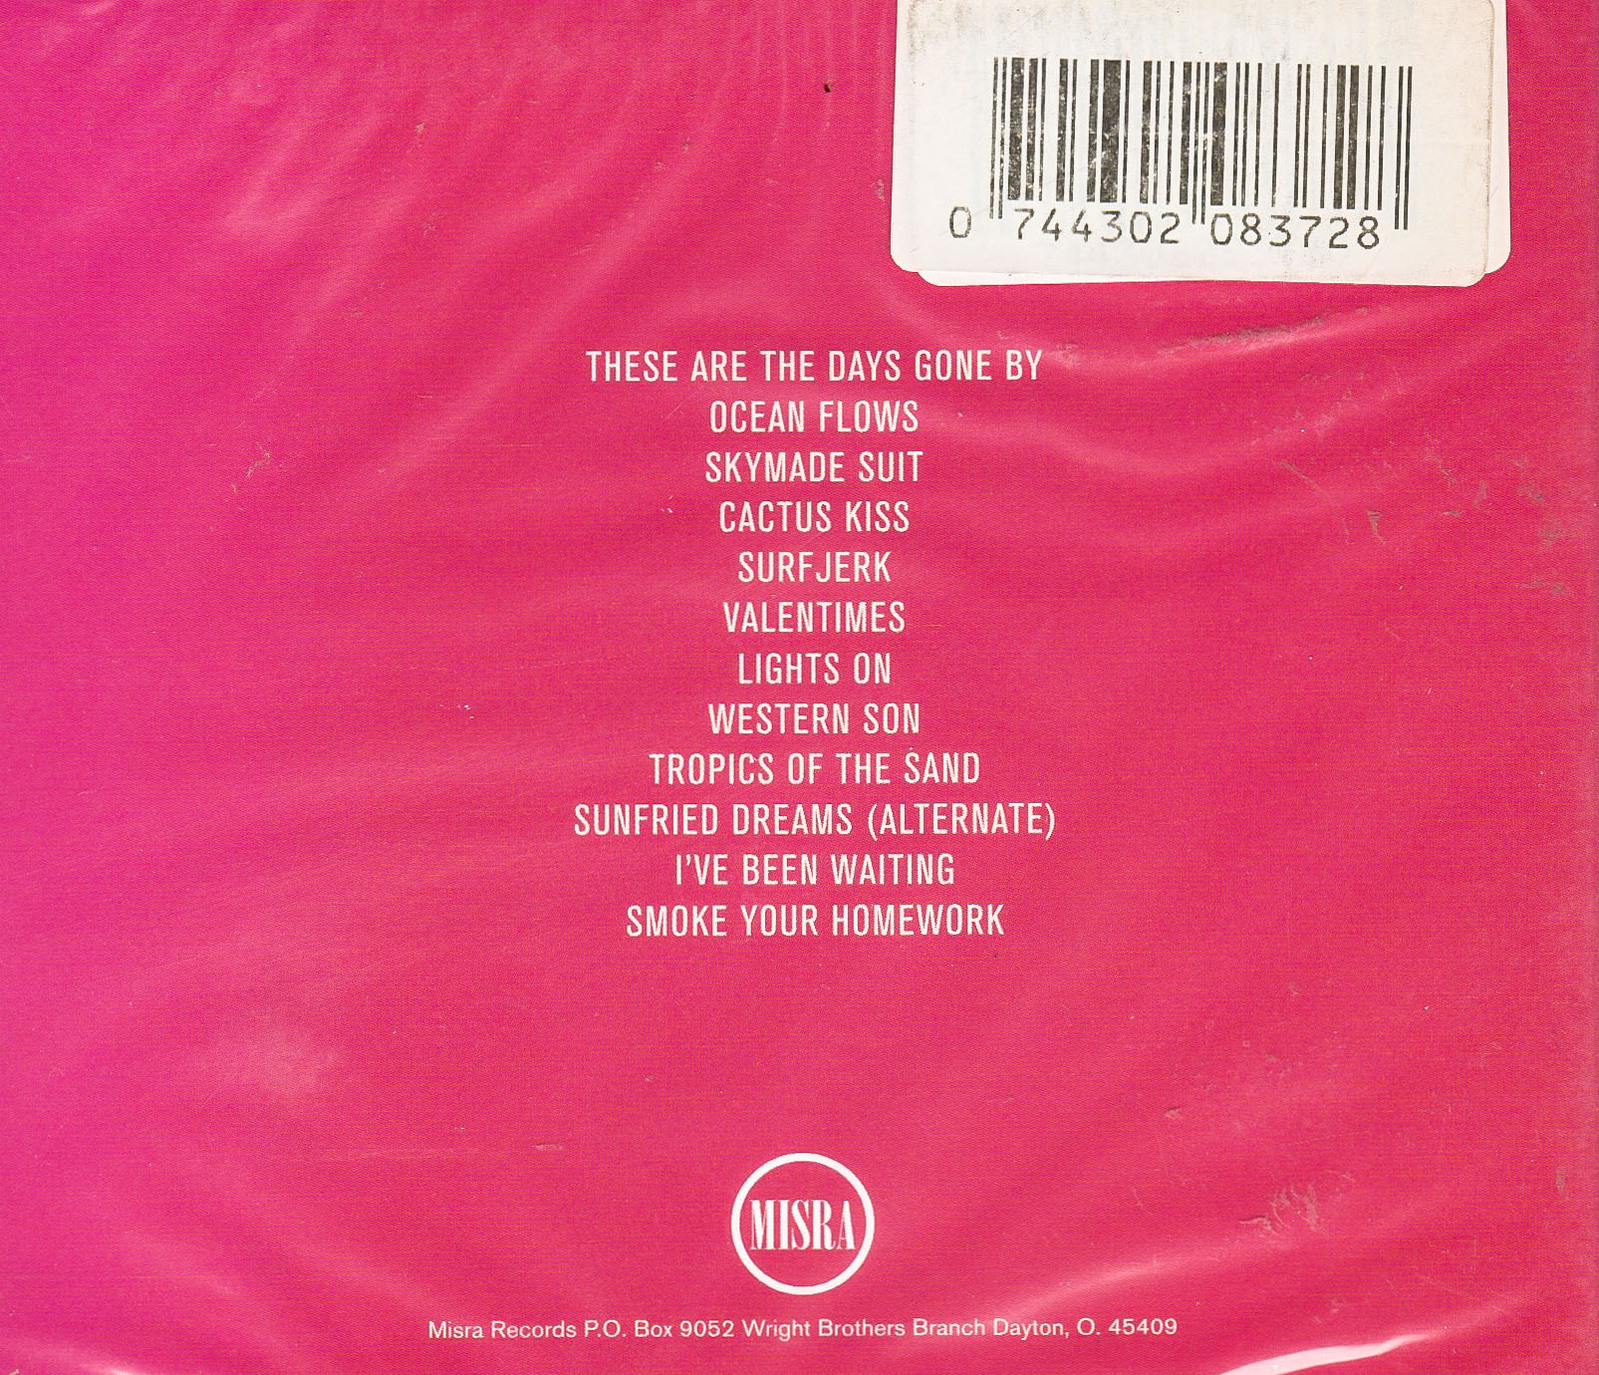 0 744302 083728
THESE ARE THE DAYS GONE BY
OCEAN FLOWS
SKYMADE SUIT
CACTUS KISS
SURFJERK
VALENTIMES
LIGHTS ON
WESTERN SON
TROPICS OF THE SAND
SUNFRIED DREAMS (ALTERNATE)
I'VE BEEN WAITING
SMOKE YOUR HOMEWORK
MISRA
Misra Records P.O. Box 9052 Wright Brothers Branch Dayton, O. 45409